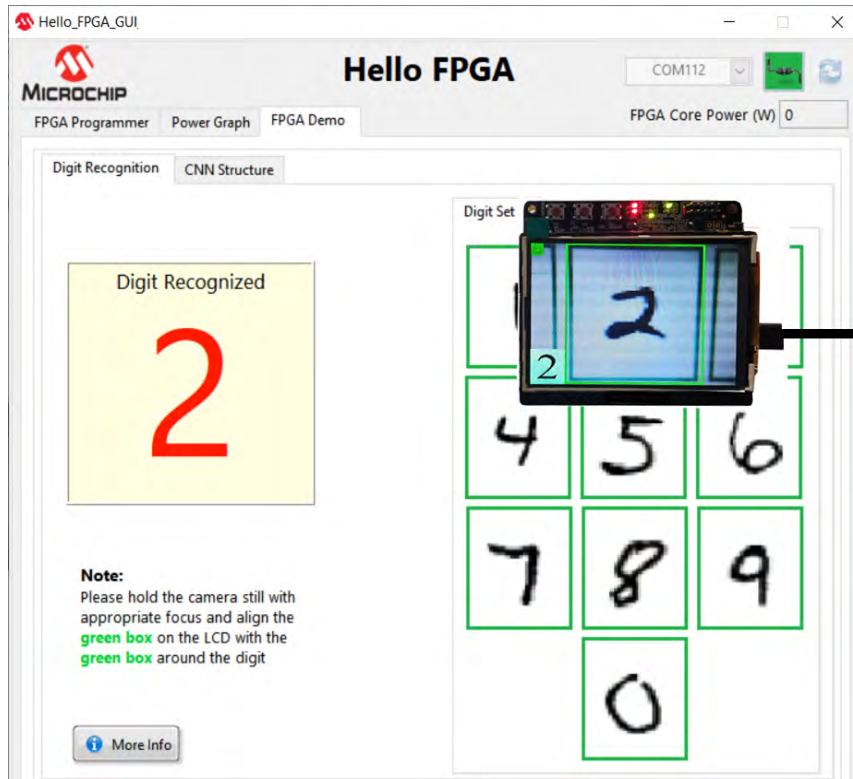 Hello_FPGA_GUI
MICROCHIP
Hello FPGA
COM112
FPGA Programmer
Power Graph
FPGA Demo
FPGA Core Power (W) 0
Digit Recognition
CNN Structure
Digit Set
Digit Recognized
2
2
2
4 5 6
7 8 9
0
Note:
Please hold the camera still with
appropriate focus and align the
green box on the LCD with the
green box around the digit
More Info